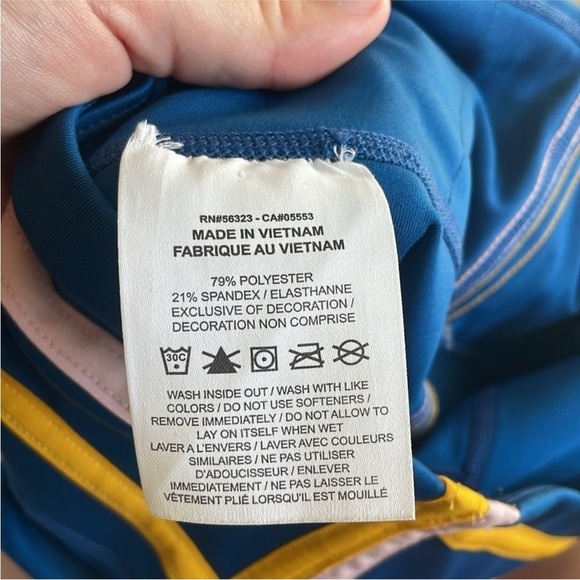 RN#56323 - CA#05553
MADE IN VIETNAM
FABRIQUE AU VIETNAM
79% POLYESTER
21% SPANDEX / ELASTHANNE
EXCLUSIVE OF DECORATION /
DECORATION NON COMPRISE
30C
WASH INSIDE OUT / WASH WITH LIKE
COLORS / DO NOT USE SOFTENERS /
REMOVE IMMEDIATELY / DO NOT ALLOW TO
LAY ON ITSELF WHEN WET
LAVER A L'ENVERS / LAVER AVEC COULEURS
SIMILAIRES / NE PAS UTILISER
D'ADOUCISSEUR / ENLEVER
IMMEDIATEMENT / NE PAS LAISSER LE
VÊTEMENT PLIÉ LORSQU'IL EST MOUILLÉ